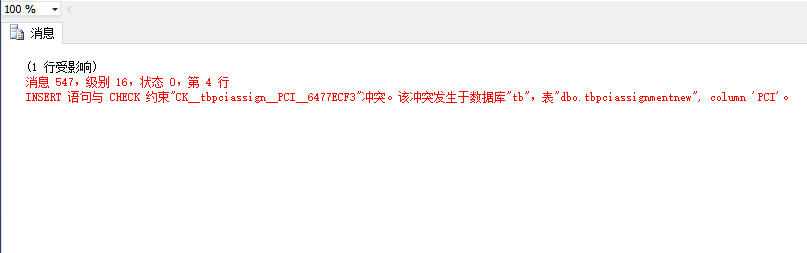 100 %
消息
(1 行受影响)
消息 547，级别 16，状态 0，第 4 行
INSERT 语句与 CHECK 约束"CK__tbpciassign__PCI__6477ECF3"冲突。该冲突发生于数据库"tb"，表"dbo.tbpciassignmentnew", column 'PCI'。